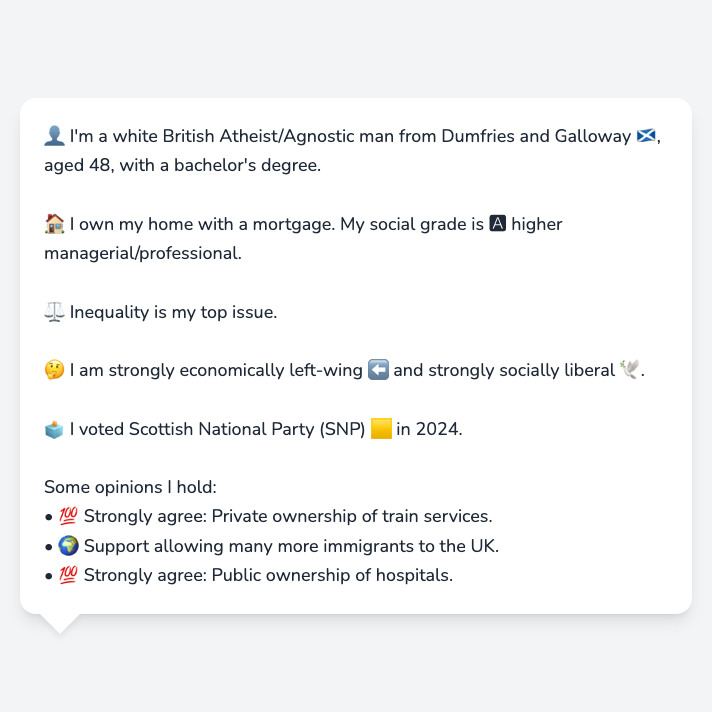 👤 I'm a white British Atheist/Agnostic man from Dumfries and Galloway 🏴󠁧󠁢󠁳󠁣󠁴󠁿,
aged 48, with a bachelor's degree.
🏠 I own my home with a mortgage. My social grade is 🅰 higher
managerial/professional.
⚖️ Inequality is my top issue.
🤔 I am strongly economically left-wing ⬅️ and strongly socially liberal 🕊️.
🗳️ I voted Scottish National Party (SNP) 🟨 in 2024.
Some opinions I hold:
• 💯 Strongly agree: Private ownership of train services.
• 🌍 Support allowing many more immigrants to the UK.
• 💯 Strongly agree: Public ownership of hospitals.